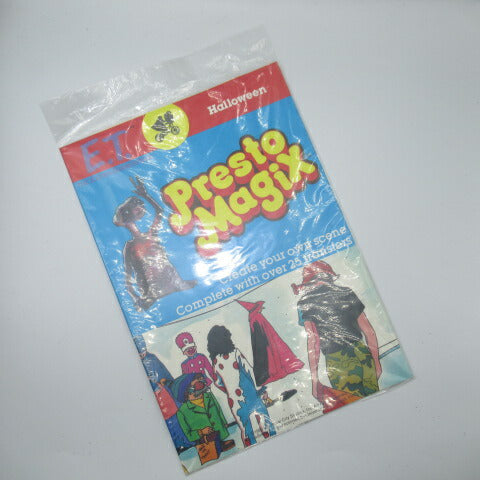 E.T.
Halloween
Presto
Magix
Create your own scene
Complete with over 25 transfers